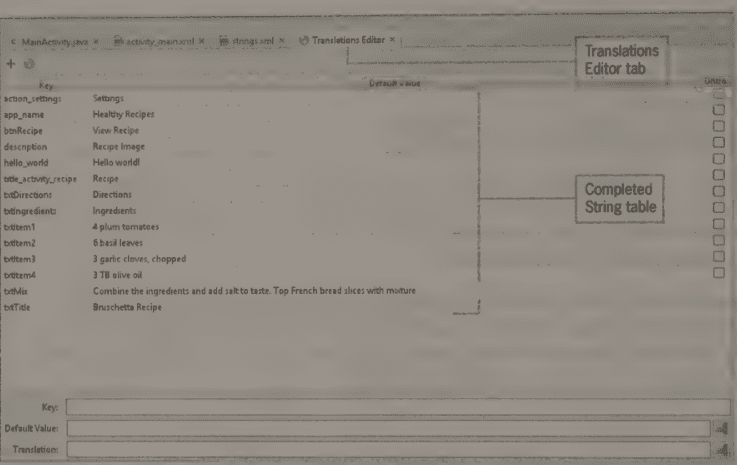 MainActivity.java × activity_main.xml × strings.xml × Translations Editor ×
Translations
Editor tab
Key Default Value
action_settings Settings
app_name Healthy Recipes
btnRecipe View Recipe
description Recipe Image
hello_world Hello world!
title_activity_recipe Recipe
txtDirections Directions
txtIngredients Ingredients
txtItem1 4 plum tomatoes
txtItem2 6 basil leaves
txtItem3 3 garlic cloves, chopped
txtItem4 3 TB olive oil
txtMix Combine the ingredients and add salt to taste. Top French bread slices with mixture
txtTitle Bruschetta Recipe
Completed
String table
Key:
Default Value:
Translation: